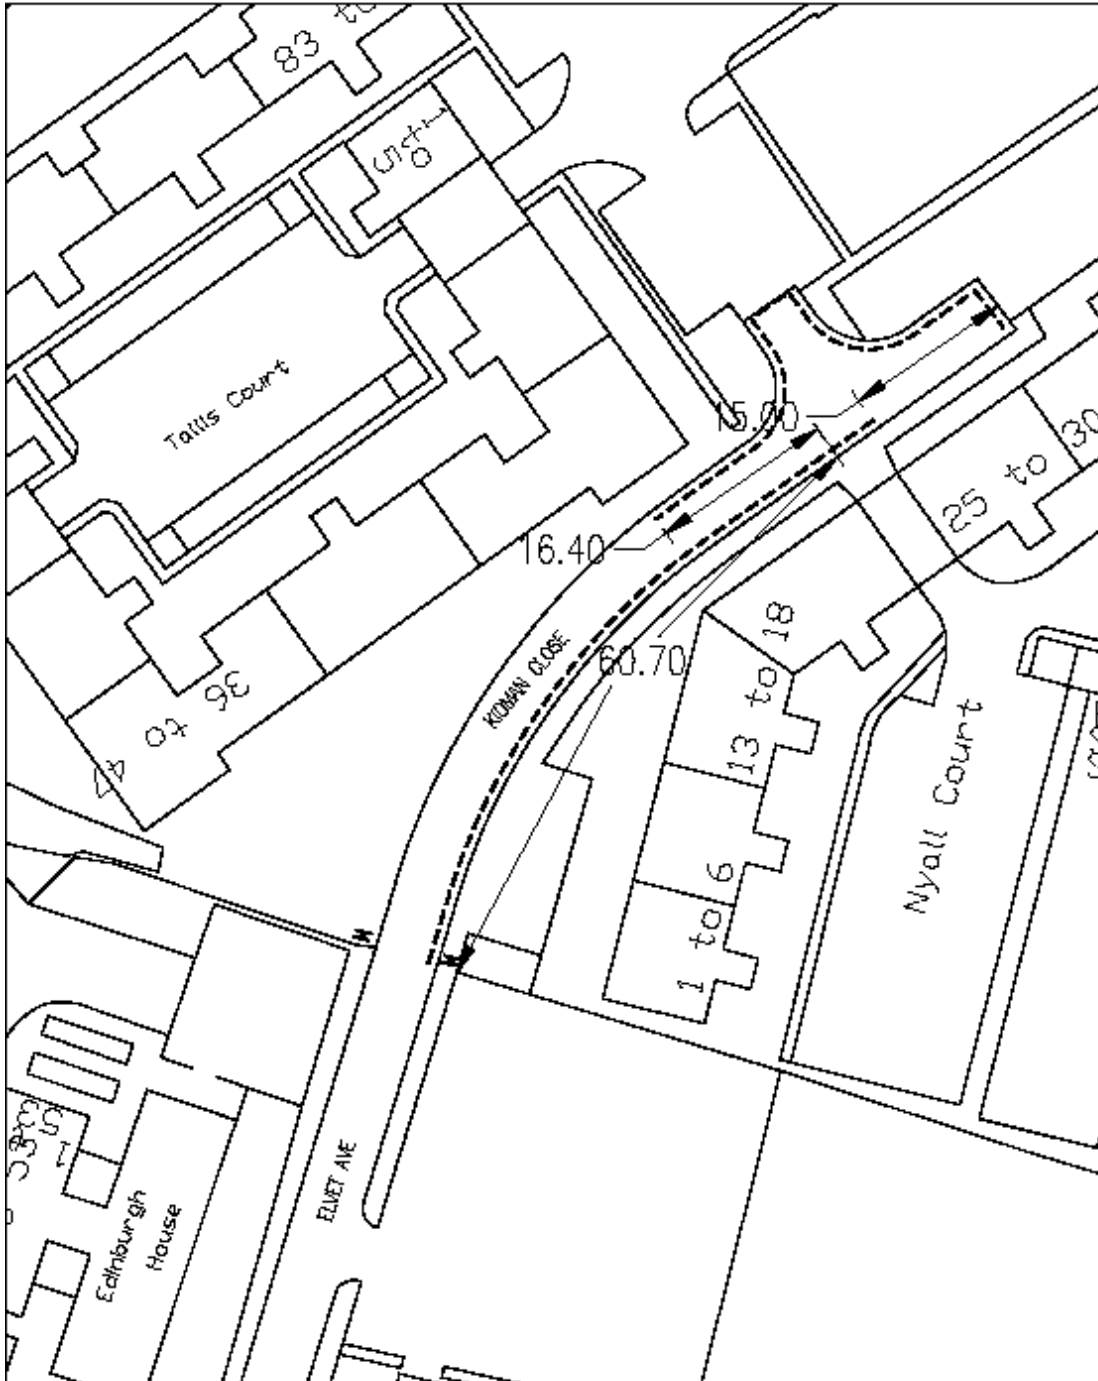 83 to
Tallis Court
15.00
16.40
25 to 30
KIDMAN CLOSE
60.70
13 to 18
36 to 47
1 to 6
Nyall Court
ELVET AVE
Edinburgh
House